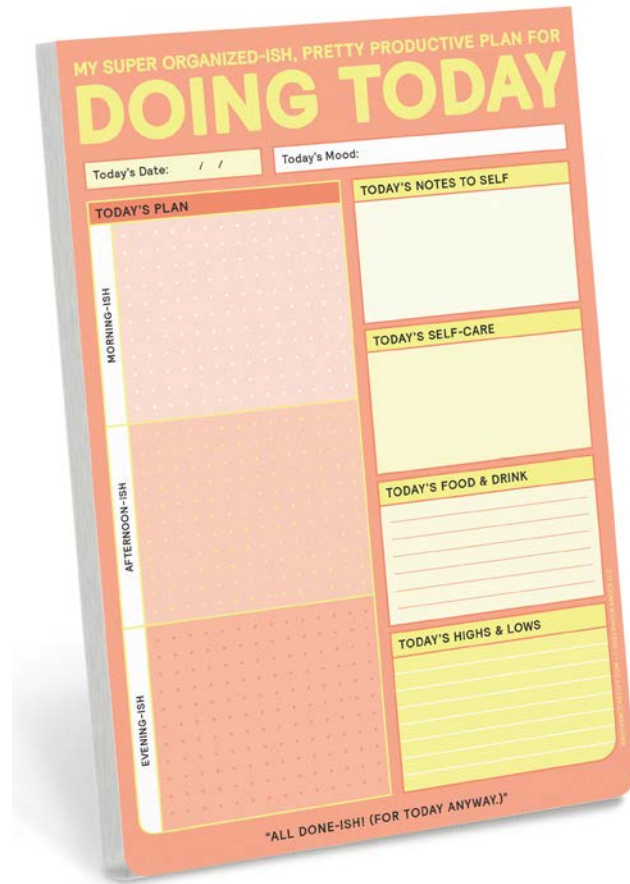 MY SUPER ORGANIZED-ISH, PRETTY PRODUCTIVE PLAN FOR
DOING TODAY
Today's Date: / /
Today's Mood:
TODAY'S PLAN
MORNING-ISH
AFTERNOON-ISH
EVENING-ISH
TODAY'S NOTES TO SELF
TODAY'S SELF-CARE
TODAY'S FOOD & DRINK
TODAY'S HIGHS & LOWS
"ALL DONE-ISH! (FOR TODAY ANYWAY.)"